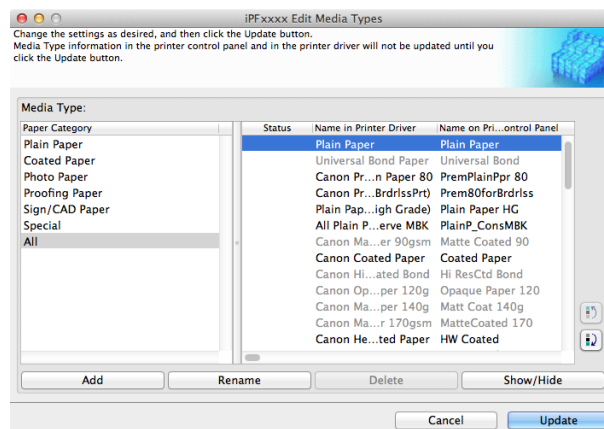 iPFxxxx Edit Media Types
Change the settings as desired, and then click the Update button.
Media Type information in the printer control panel and in the printer driver will not be updated until you
click the Update button.
Media Type:
Paper Category
Plain Paper
Coated Paper
Photo Paper
Proofing Paper
Sign/CAD Paper
Special
All
Status Name in Printer Driver Name on Pri...ontrol Panel
Plain Paper Plain Paper
Universal Bond Paper Universal Bond
Canon Pr...n Paper 80 PremPlainPpr 80
Canon Pr...BrdrlssPrt) Prem80forBrdrlss
Plain Pap...igh Grade) Plain Paper HG
All Plain P...erve MBK PlainP_ConsMBK
Canon Ma...er 90gsm Matte Coated 90
Canon Coated Paper Coated Paper
Canon Hi...ated Bond Hi ResCtd Bond
Canon Op...per 120g Opaque Paper 120
Canon Ma...per 140g Matt Coat 140g
Canon Ma...r 170gsm MatteCoated 170
Canon He...ted Paper HW Coated
Add Rename Delete Show/Hide
Cancel Update